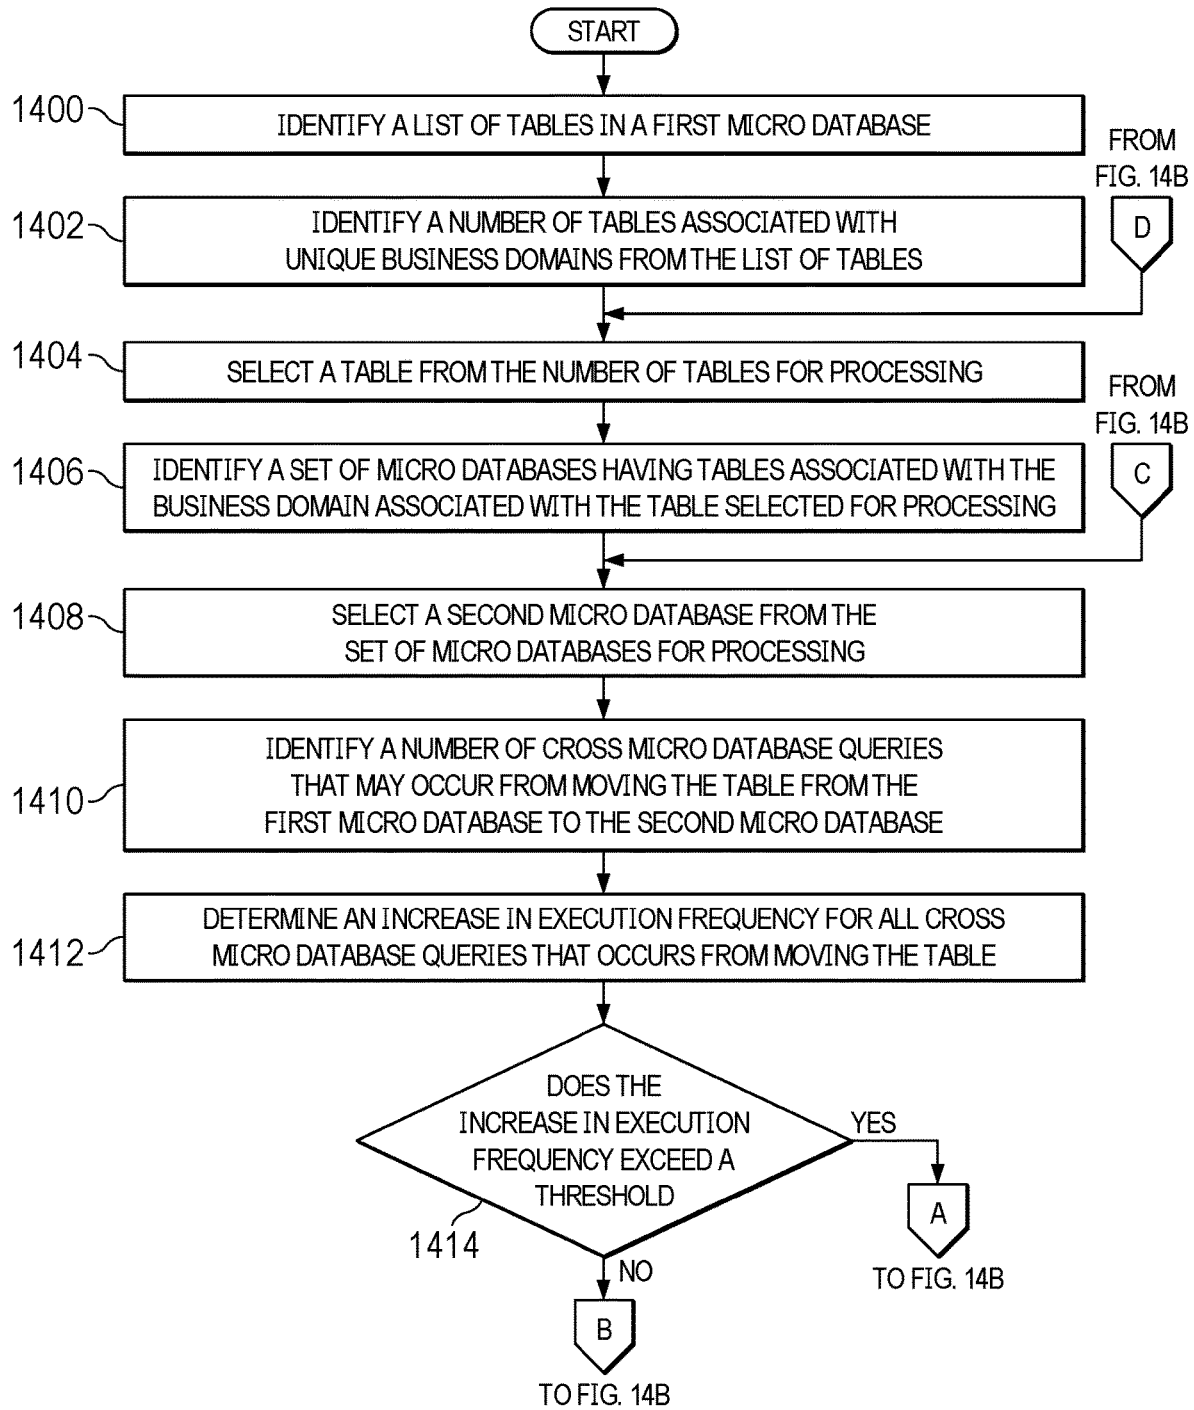 START
1400
IDENTIFY A LIST OF TABLES IN A FIRST MICRO DATABASE
FROM
FIG. 14B
1402
IDENTIFY A NUMBER OF TABLES ASSOCIATED WITH
UNIQUE BUSINESS DOMAINS FROM THE LIST OF TABLES
D
1404
SELECT A TABLE FROM THE NUMBER OF TABLES FOR PROCESSING
FROM
FIG. 14B
1406
IDENTIFY A SET OF MICRO DATABASES HAVING TABLES ASSOCIATED WITH THE
BUSINESS DOMAIN ASSOCIATED WITH THE TABLE SELECTED FOR PROCESSING
C
1408
SELECT A SECOND MICRO DATABASE FROM THE
SET OF MICRO DATABASES FOR PROCESSING
1410
IDENTIFY A NUMBER OF CROSS MICRO DATABASE QUERIES
THAT MAY OCCUR FROM MOVING THE TABLE FROM THE
FIRST MICRO DATABASE TO THE SECOND MICRO DATABASE
1412
DETERMINE AN INCREASE IN EXECUTION FREQUENCY FOR ALL CROSS
MICRO DATABASE QUERIES THAT OCCURS FROM MOVING THE TABLE
DOES THE
INCREASE IN EXECUTION
FREQUENCY EXCEED A
THRESHOLD
1414
YES
A
TO FIG. 14B
NO
B
TO FIG. 14B